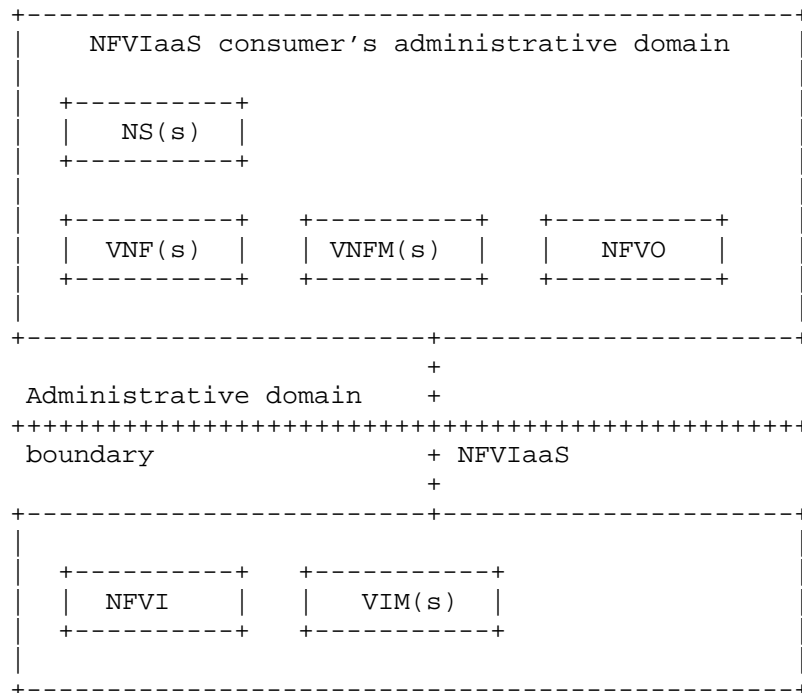 NFVIaaS consumer's administrative domain
NS(s)
VNF(s) VNFM(s) NFVO
Administrative domain
boundary NFVIaaS
NFVI VIM(s)